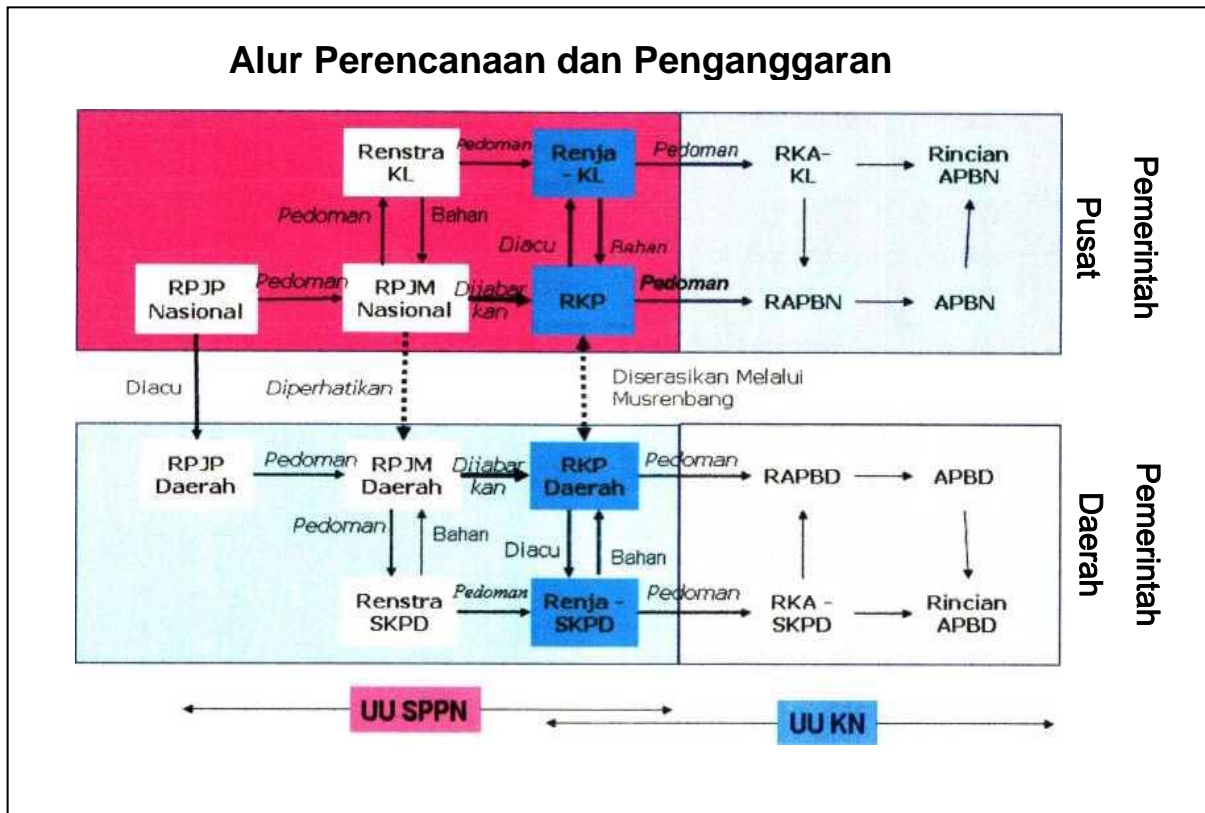 Alur Perencanaan dan Penganggaran
Renstra
KL
Pedoman
Renja
- KL
Pedoman
RKA-
KL
Rincian
APBN
Pedoman
Bahan
Diacu
Bahan
RPJP
Nasional
Pedoman
RPJM
Nasional
Dijabar
kan
RKP
Pedoman
RAPBN
APBN
Pemerintah
Pusat
Diacu
Diperhatikan
Diserasikan Melalui
Musrenbang
RPJP
Daerah
Pedoman
RPJM
Daerah
Dijabar
kan
RKP
Daerah
Pedoman
RAPBD
APBD
Pedoman
Bahan
Diacu
Bahan
Renstra
SKPD
Pedoman
Renja -
SKPD
Pedoman
RKA -
SKPD
Rincian
APBD
Pemerintah
Daerah
UU SPPN
UU KN